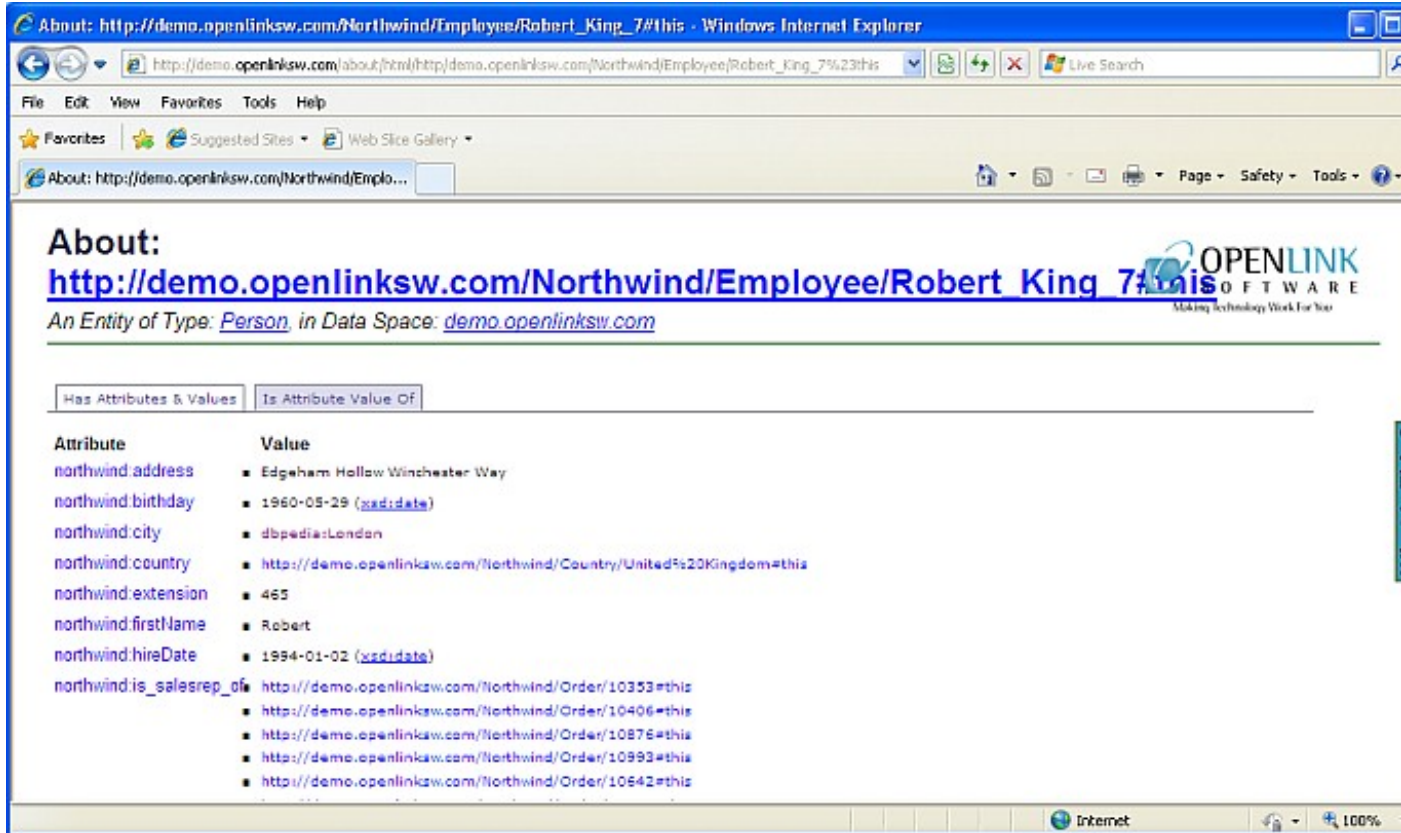 About: http://demo.openlinksw.com/Northwind/Employee/Robert_King_7#this - Windows Internet Explorer
http://demo.openlinksw.com/about/html/http/demo.openlinksw.com/Northwind/Employee/Robert_King_7%23this Live Search
File Edit View Favorites Tools Help
Favorites Suggested Sites Web Slice Gallery
About: http://demo.openlinksw.com/Northwind/Emplo... Page Safety Tools
About:
http://demo.openlinksw.com/Northwind/Employee/Robert_King_7#this
OPENLINK
SOFTWARE
Making Technology Work For You
An Entity of Type: Person, in Data Space: demo.openlinksw.com
Has Attributes & Values Is Attribute Value Of
Attribute Value
northwind:address Edgeham Hollow Winchester Way
northwind:birthday 1960-05-29 (xsd:date)
northwind:city dbpedia:London
northwind:country http://demo.openlinksw.com/Northwind/Country/United%20Kingdom#this
northwind:extension 465
northwind:firstName Robert
northwind:hireDate 1994-01-02 (xsd:date)
northwind:is_salesrep_of http://demo.openlinksw.com/Northwind/Order/10353#this
http://demo.openlinksw.com/Northwind/Order/10406#this
http://demo.openlinksw.com/Northwind/Order/10876#this
http://demo.openlinksw.com/Northwind/Order/10993#this
http://demo.openlinksw.com/Northwind/Order/10642#this
Internet 100%